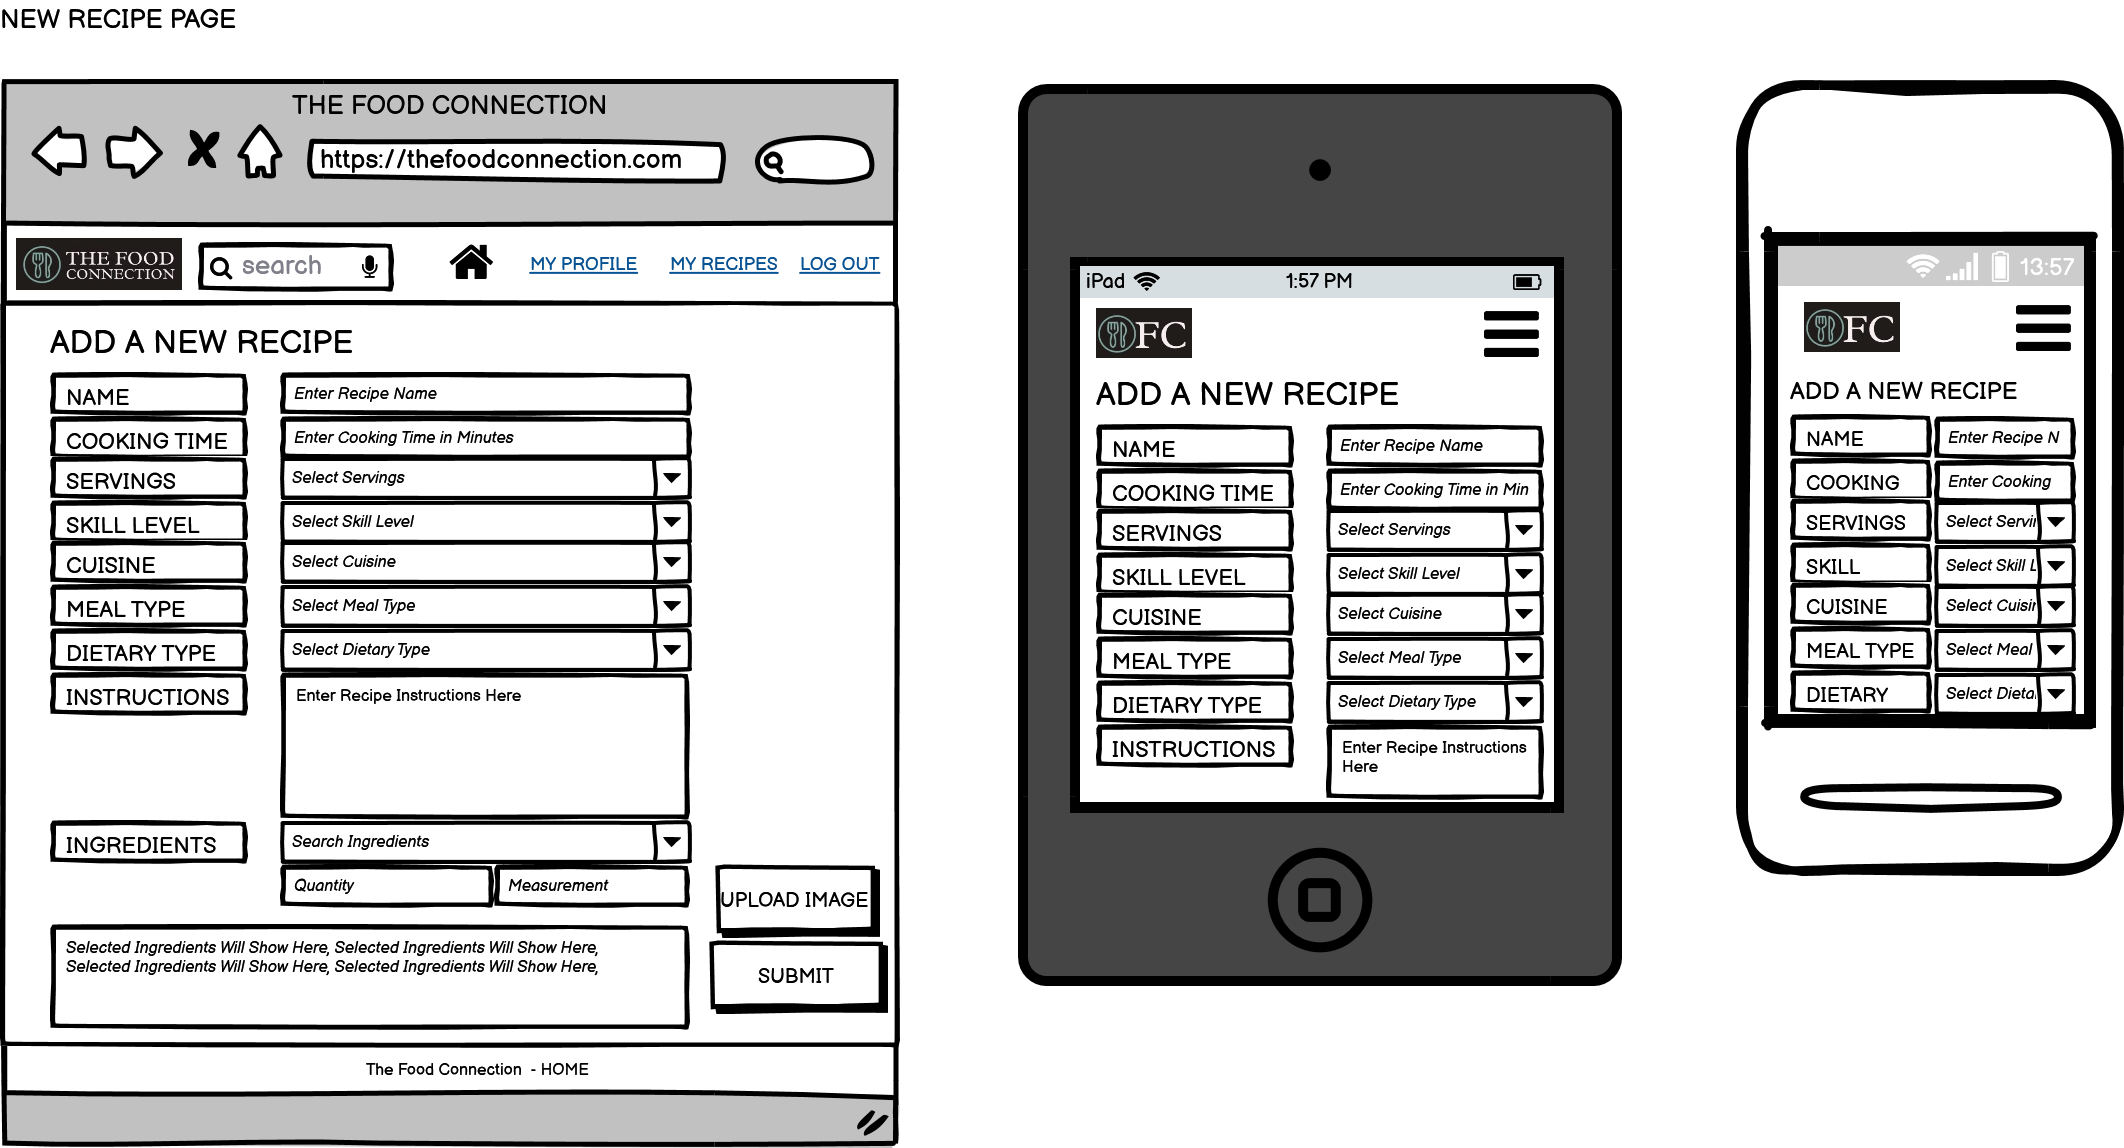 NEW RECIPE PAGE
THE FOOD CONNECTION
https://thefoodconnection.com
THE FOOD
CONNECTION
search
MY PROFILE
MY RECIPES
LOG OUT
ADD A NEW RECIPE
NAME
Enter Recipe Name
COOKING TIME
Enter Cooking Time in Minutes
SERVINGS
Select Servings
SKILL LEVEL
Select Skill Level
CUISINE
Select Cuisine
MEAL TYPE
Select Meal Type
DIETARY TYPE
Select Dietary Type
INSTRUCTIONS
Enter Recipe Instructions Here
INGREDIENTS
Search Ingredients
Quantity
Measurement
UPLOAD IMAGE
Selected Ingredients Will Show Here, Selected Ingredients Will Show Here,
Selected Ingredients Will Show Here, Selected Ingredients Will Show Here,
SUBMIT
The Food Connection - HOME
iPad
1:57 PM
FC
ADD A NEW RECIPE
NAME
Enter Recipe Name
COOKING TIME
Enter Cooking Time in Min
SERVINGS
Select Servings
SKILL LEVEL
Select Skill Level
CUISINE
Select Cuisine
MEAL TYPE
Select Meal Type
DIETARY TYPE
Select Dietary Type
INSTRUCTIONS
Enter Recipe Instructions
Here
13:57
FC
ADD A NEW RECIPE
NAME
Enter Recipe N
COOKING
Enter Cooking
SERVINGS
Select Servin
SKILL
Select Skill L
CUISINE
Select Cuisin
MEAL TYPE
Select Meal
DIETARY
Select Dieta